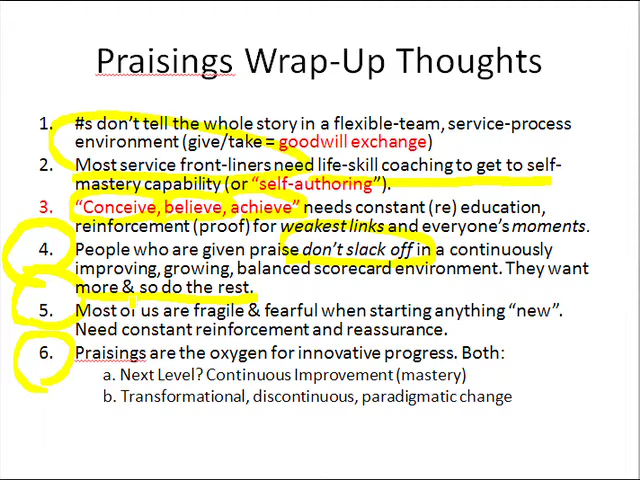 Praisings Wrap-Up Thoughts
1. #s don't tell the whole story in a flexible-team, service-process
environment (give/take = goodwill exchange)
2. Most service front-liners need life-skill coaching to get to self-
mastery capability (or "self-authoring").
3. "Conceive, believe, achieve" needs constant (re) education,
reinforcement (proof) for weakest links and everyone's moments.
4. People who are given praise don't slack off in a continuously
improving, growing, balanced scorecard environment. They want
more & so do the rest.
5. Most of us are fragile & fearful when starting anything "new".
Need constant reinforcement and reassurance.
6. Praisings are the oxygen for innovative progress. Both:
a. Next Level? Continuous Improvement (mastery)
b. Transformational, discontinuous, paradigmatic change